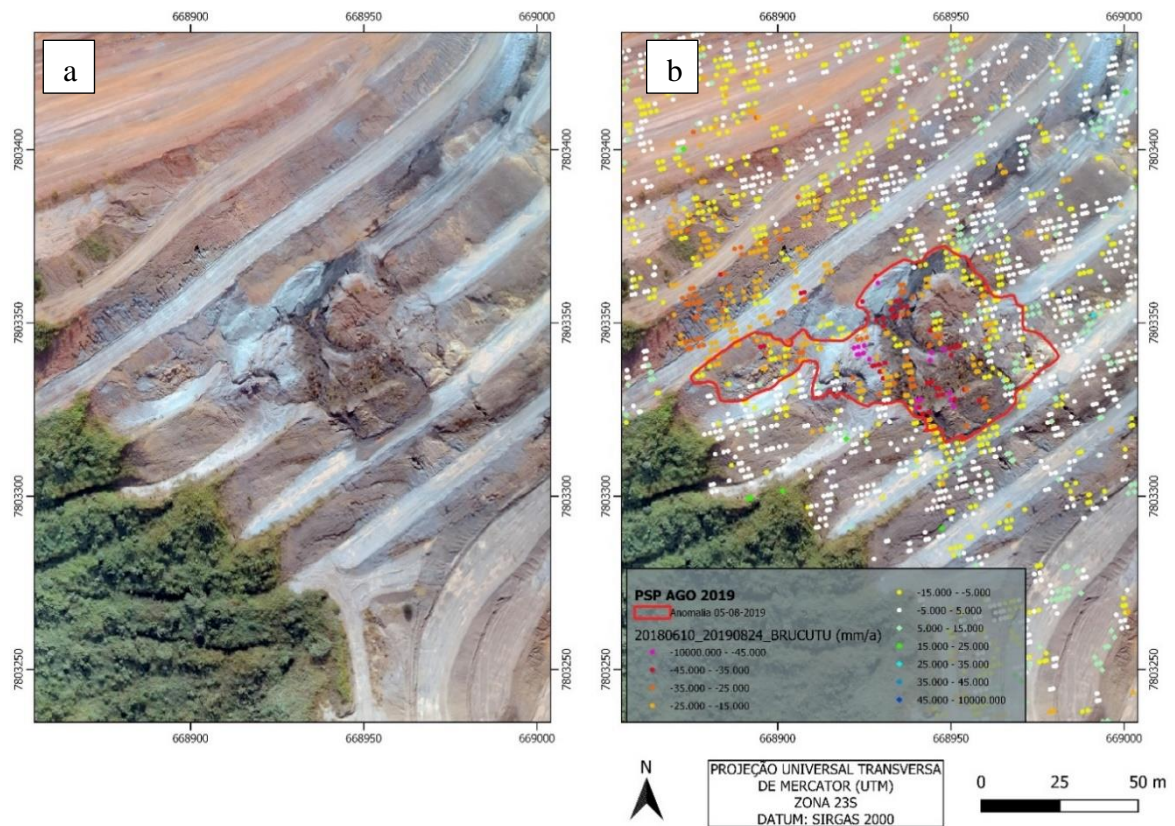 668900
668950
669000
668900
668950
669000
a
b
7803400
7803400
7803400
7803350
7803350
7803350
7803300
7803300
7803300
7803250
7803250
PSP AGO 2019
Anomalia 05-08-2019
20180610_20190824_BRUCUTU (mm/a)
-10000.000 - -45.000
-45.000 - -35.000
-35.000 - -25 000
-25.000 - -15.000
-15.000 - -5.000
-5.000 - 5.000
5.000 - 15.000
15.000 - 25.000
25.000 - 35.000
35.000 - 45.000
45.000 - 10000.000
668900
668950
669000
668900
668950
669000
N
PROJEÇÃO UNIVERSAL TRANSVERSA
DE MERCATOR (UTM)
ZONA 23S
DATUM: SIRGAS 2000
0 25 50 m